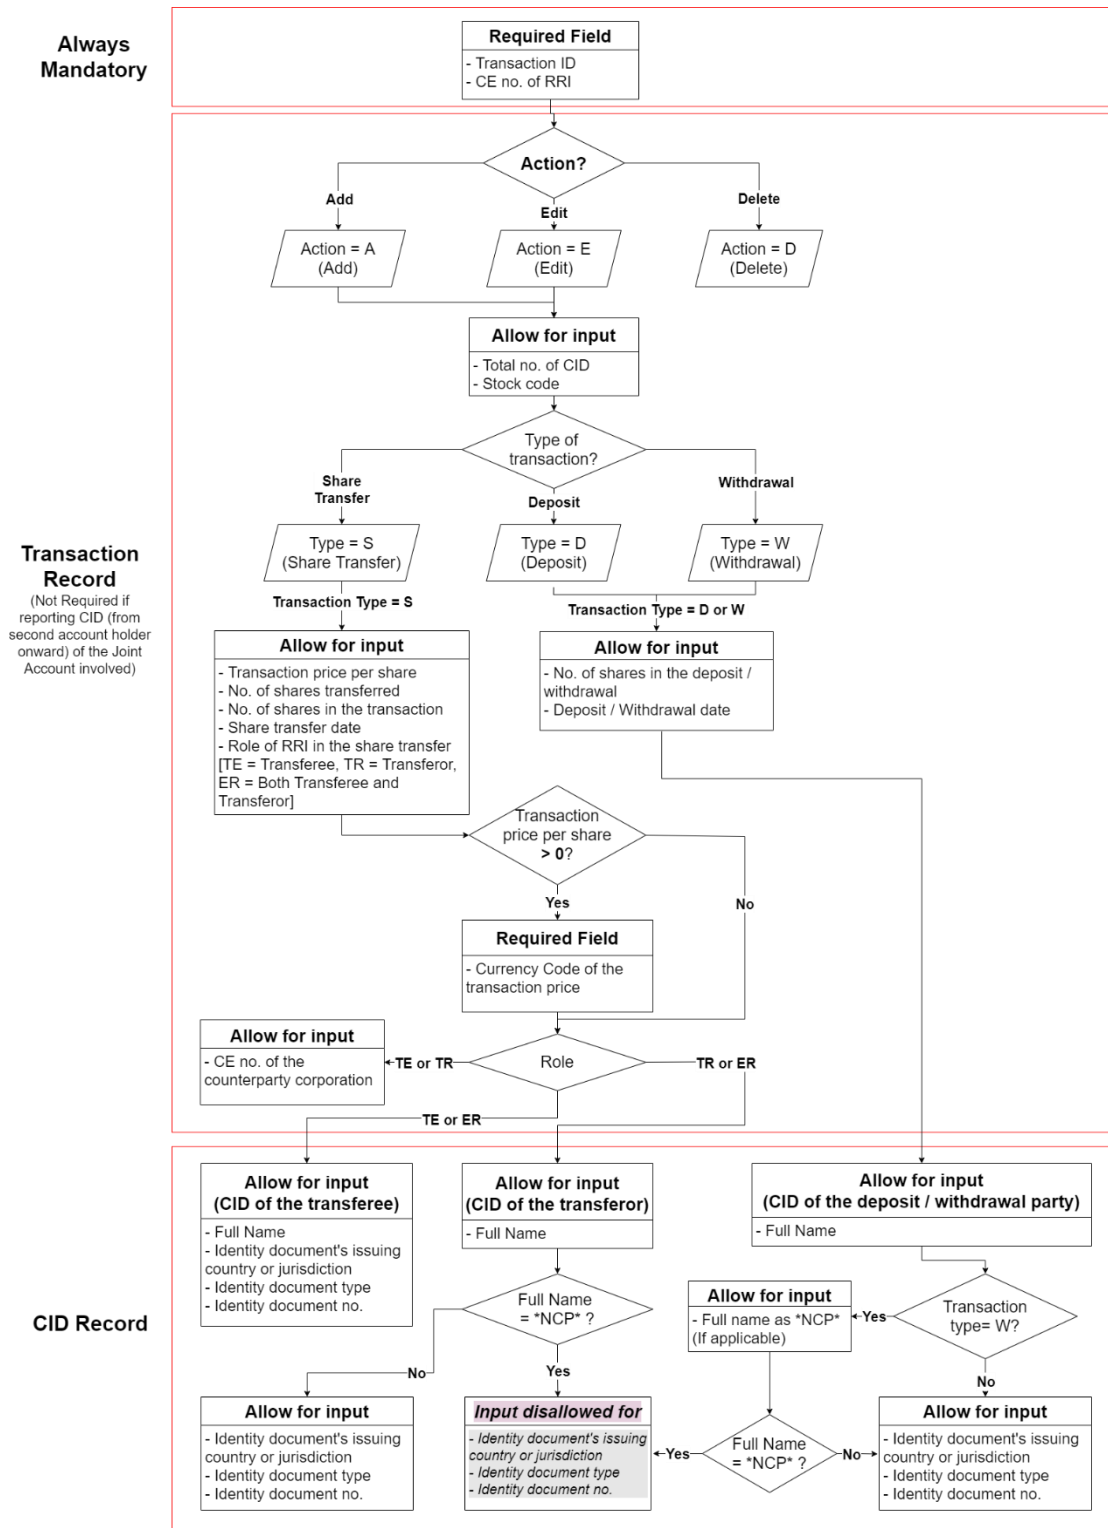 Always
Mandatory
Required Field
- Transaction ID
- CE no. of RRI
Action?
Add
Edit
Delete
Action = A
(Add)
Action = E
(Edit)
Action = D
(Delete)
Allow for input
- Total no. of CID
- Stock code
Type of
transaction?
Share
Transfer
Deposit
Withdrawal
Type = S
(Share Transfer)
Type = D
(Deposit)
Type = W
(Withdrawal)
Transaction
Record
(Not Required if
reporting CID (from
second account holder
onward) of the Joint
Account involved)
Transaction Type = S
Transaction Type = D or W
Allow for input
- Transaction price per share
- No. of shares transferred
- No. of shares in the transaction
- Share transfer date
- Role of RRI in the share transfer
[TE = Transferee, TR = Transferor,
ER = Both Transferee and
Transferor]
Allow for input
- No. of shares in the deposit /
withdrawal
- Deposit / Withdrawal date
Transaction
price per share
> 0?
Yes
No
Required Field
- Currency Code of the
transaction price
Allow for input
- CE no. of the
counterparty corporation
TE or TR
Role
TR or ER
TE or ER
CID Record
Allow for input
(CID of the transferee)
- Full Name
- Identity document's issuing
country or jurisdiction
- Identity document type
- Identity document no.
Allow for input
(CID of the transferor)
- Full Name
Allow for input
(CID of the deposit / withdrawal party)
- Full Name
Full Name
= *NCP* ?
Allow for input
- Full name as *NCP*
(If applicable)
Yes
Transaction
type= W?
No
Yes
No
Allow for input
- Identity document's issuing
country or jurisdiction
- Identity document type
- Identity document no.
Input disallowed for
- Identity document's issuing
country or jurisdiction
- Identity document type
- Identity document no.
Yes
Full Name
= *NCP* ?
No
Allow for input
- Identity document's issuing
country or jurisdiction
- Identity document type
- Identity document no.